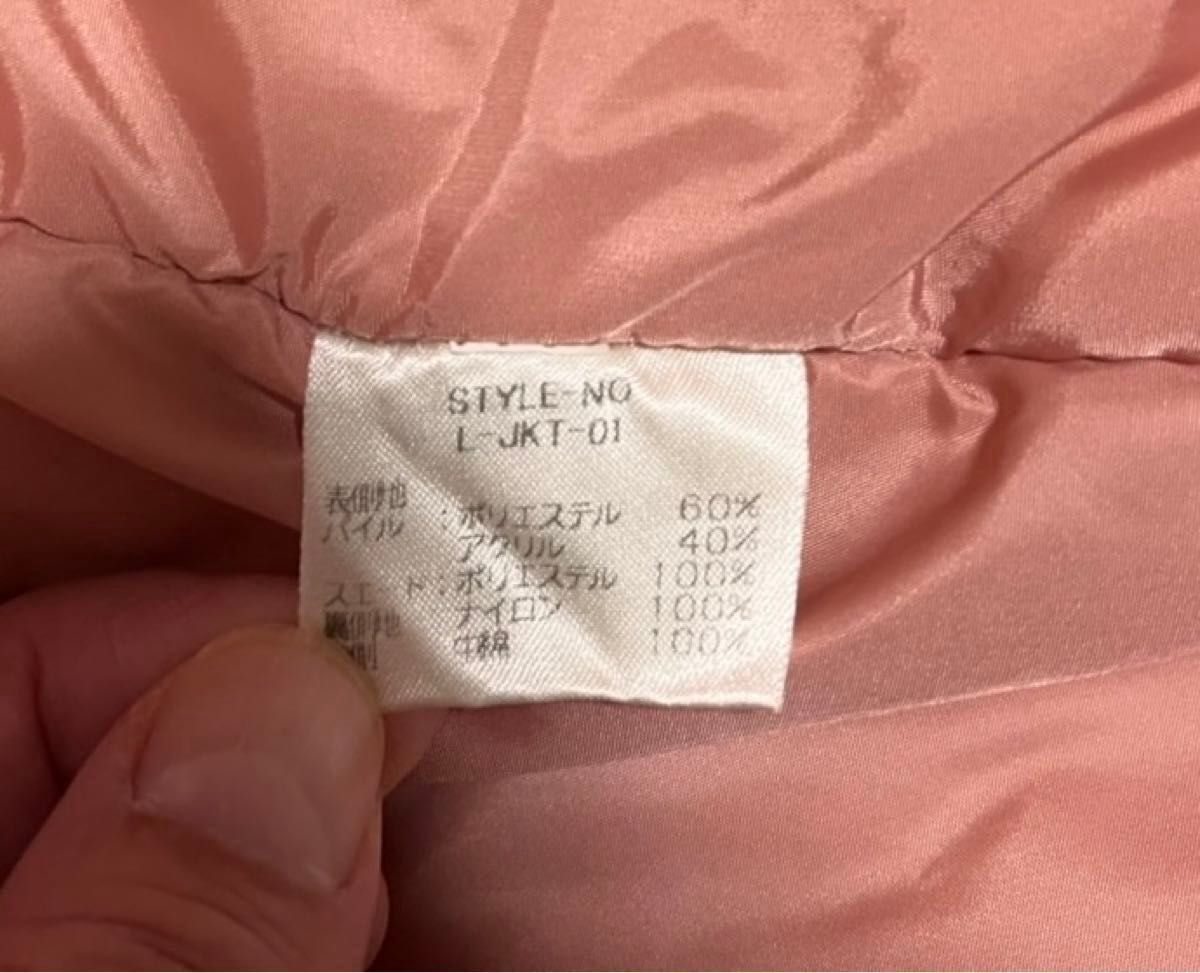 STYLE-NO
L-JKT-01
表側地
パイル : ポリエステル 60%
アクリル 40%
スエード : ポリエステル 100%
裏側地 ナイロン 100%
中綿 100%